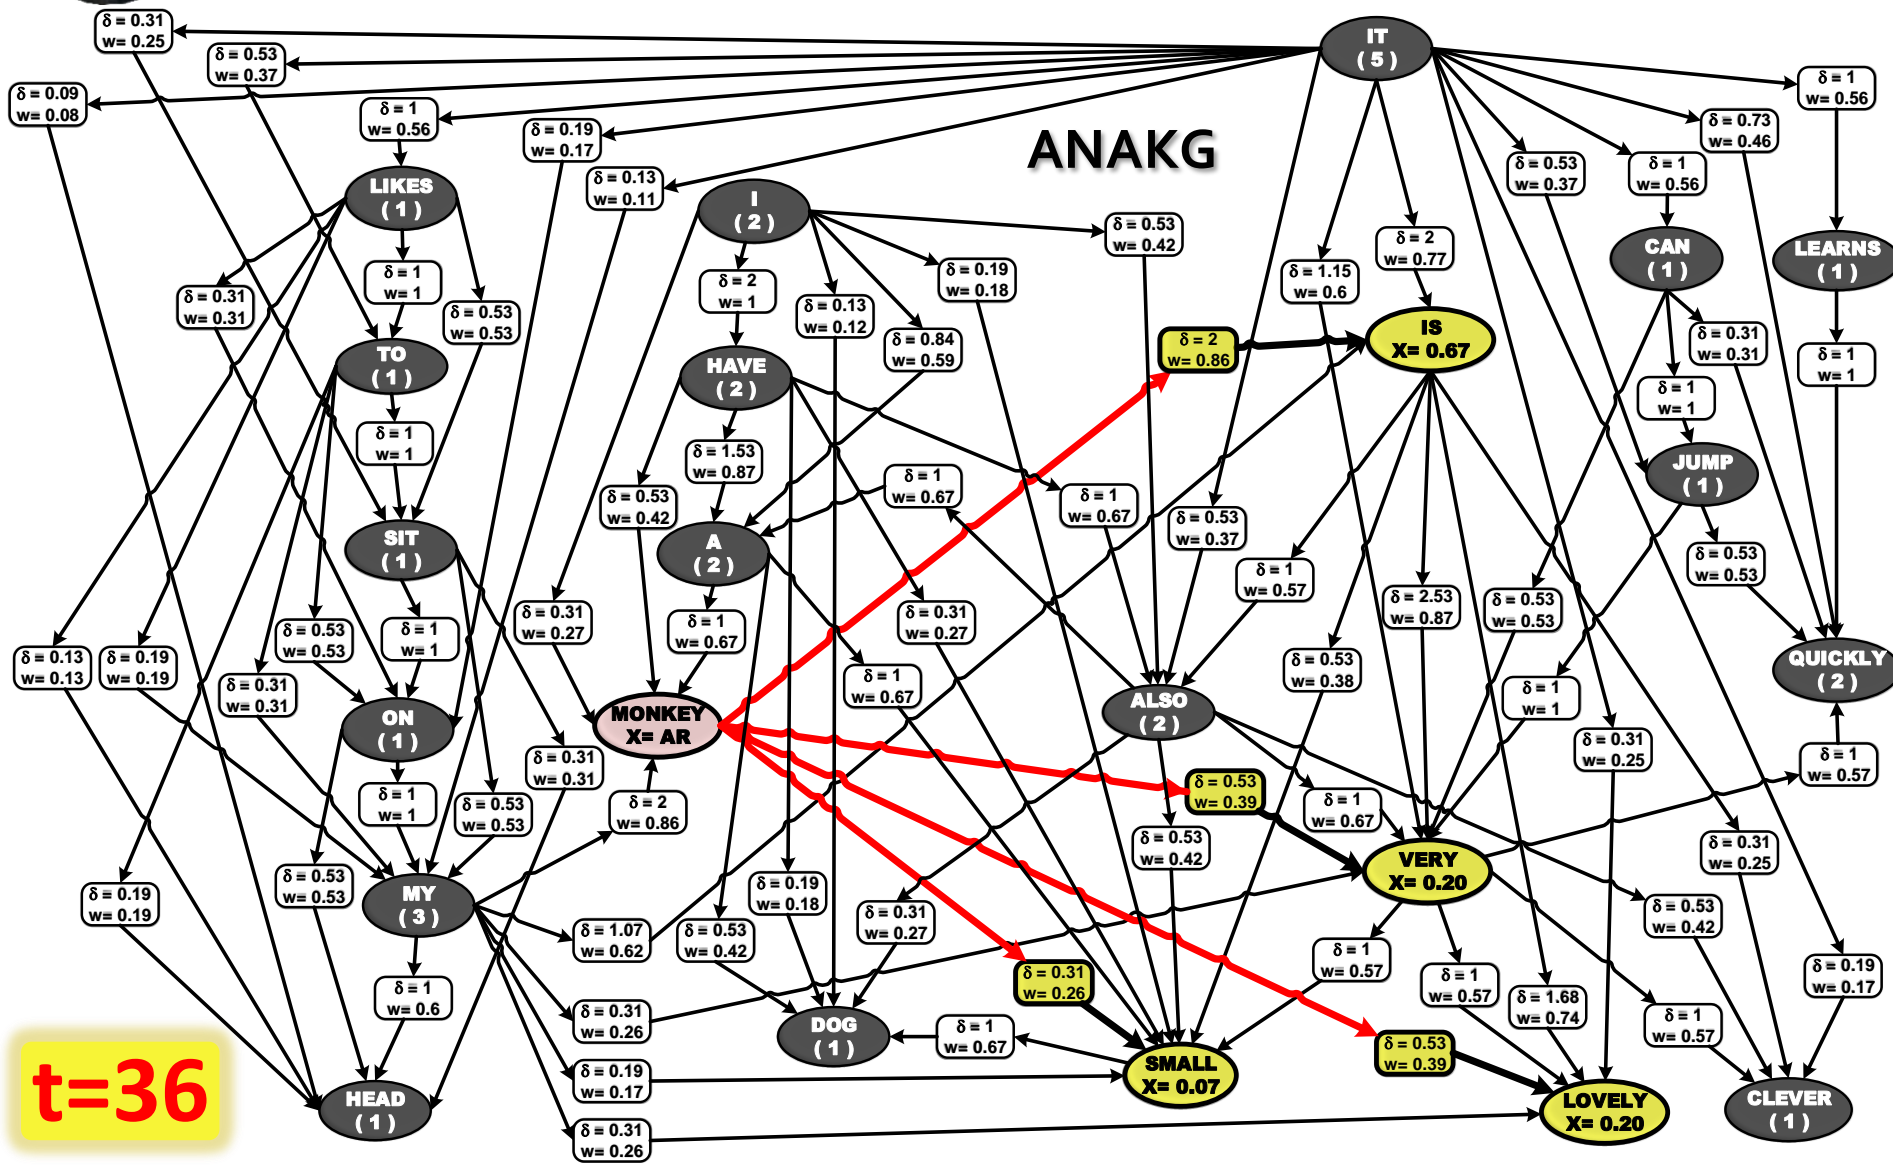 δ = 0.31
w= 0.25
IT
( 5 )
δ = 0.53
w= 0.37
δ = 0.09
w= 0.08
δ = 1
w= 0.56
δ = 1
w= 0.56
δ = 0.19
w= 0.17
ANAKG
δ = 0.73
w= 0.46
δ = 0.13
w= 0.11
δ = 0.53
w= 0.37
δ = 1
w= 0.56
LIKES
( 1 )
I
( 2 )
δ = 0.53
w= 0.42
δ = 2
w= 0.77
CAN
( 1 )
LEARNS
( 1 )
δ = 1
w= 1
δ = 2
w= 1
δ = 0.19
w= 0.18
δ = 1.15
w= 0.6
δ = 0.31
w= 0.31
δ = 0.53
w= 0.53
δ = 0.13
w= 0.12
δ = 0.84
w= 0.59
δ = 2
w= 0.86
IS
X= 0.67
δ = 0.31
w= 0.31
δ = 1
w= 1
TO
( 1 )
HAVE
( 2 )
δ = 1
w= 1
δ = 1
w= 1
δ = 1.53
w= 0.87
JUMP
( 1 )
δ = 0.53
w= 0.42
δ = 1
w= 0.67
δ = 1
w= 0.67
δ = 0.53
w= 0.37
SIT
( 1 )
A
( 2 )
δ = 1
w= 0.57
δ = 0.53
w= 0.53
δ = 0.31
w= 0.27
δ = 1
w= 0.67
δ = 0.31
w= 0.27
δ = 2.53
w= 0.87
δ = 0.53
w= 0.53
δ = 0.13
w= 0.13
δ = 0.19
w= 0.19
δ = 0.53
w= 0.53
δ = 1
w= 1
δ = 0.31
w= 0.31
δ = 1
w= 0.67
δ = 0.53
w= 0.38
δ = 1
w= 1
QUICKLY
( 2 )
ON
( 1 )
MONKEY
X= AR
ALSO
( 2 )
δ = 0.31
w= 0.31
δ = 0.31
w= 0.25
δ = 1
w= 0.57
δ = 1
w= 1
δ = 0.53
w= 0.53
δ = 2
w= 0.86
δ = 0.53
w= 0.39
δ = 1
w= 0.67
δ = 0.53
w= 0.42
δ = 0.31
w= 0.25
VERY
X= 0.20
δ = 0.19
w= 0.19
δ = 0.53
w= 0.53
MY
( 3 )
δ = 0.19
w= 0.18
δ = 0.31
w= 0.27
δ = 0.53
w= 0.42
δ = 1.07
w= 0.62
δ = 0.53
w= 0.42
δ = 1
w= 0.57
δ = 0.31
w= 0.26
δ = 1
w= 0.57
δ = 0.19
w= 0.17
δ = 1
w= 0.6
δ = 0.31
w= 0.26
DOG
( 1 )
δ = 1
w= 0.67
δ = 1.68
w= 0.74
δ = 1
w= 0.57
δ = 0.53
w= 0.39
t=36
δ = 0.19
w= 0.17
SMALL
X= 0.07
HEAD
( 1 )
LOVELY
X= 0.20
CLEVER
( 1 )
δ = 0.31
w= 0.26